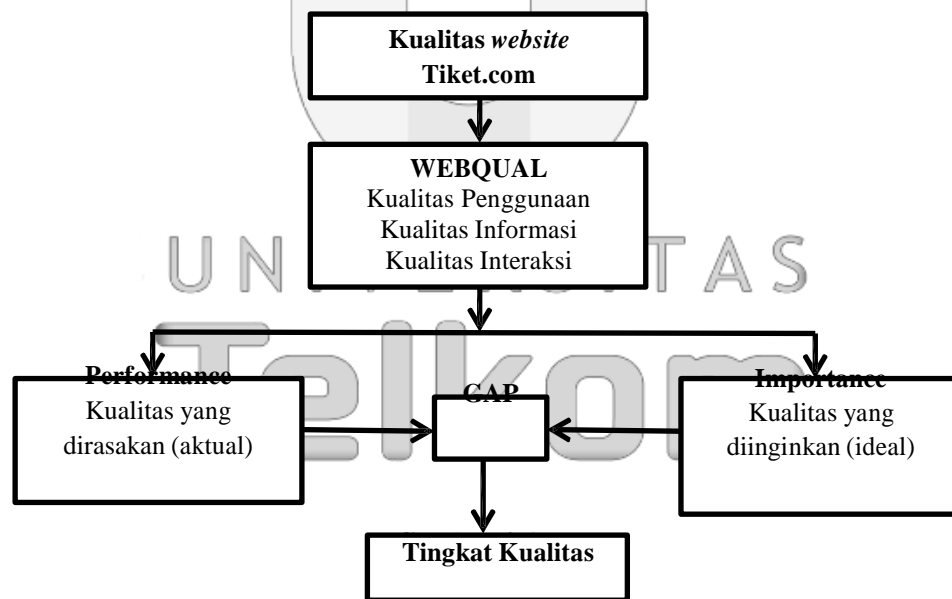 Kualitas website
Tiket.com
WEBQUAL
Kualitas Penggunaan
Kualitas Informasi
Kualitas Interaksi
UNIVERSITAS
Telkom
Performance
Kualitas yang
dirasakan (aktual)
GAP
Importance
Kualitas yang
diinginkan (ideal)
Tingkat Kualitas